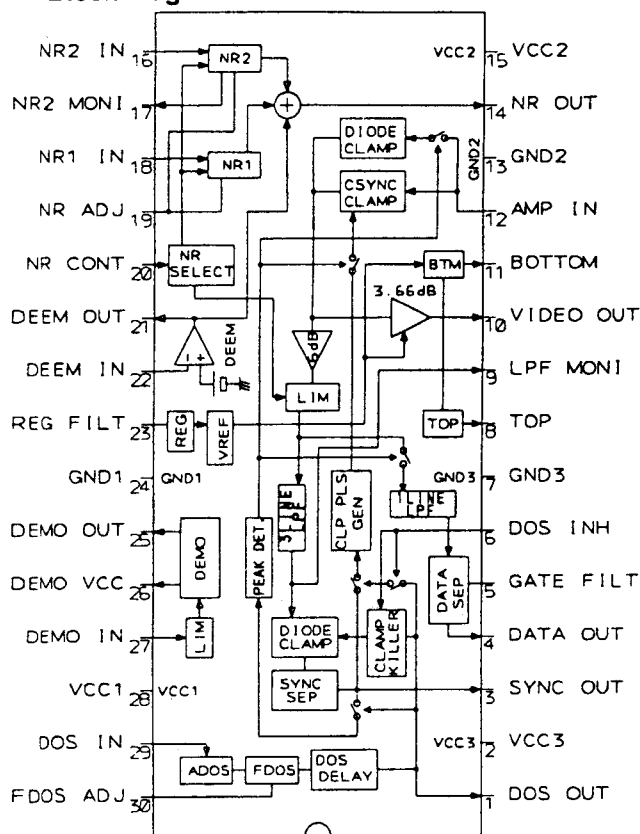 NR2 IN 16
NR2 MONI 17
NR1 IN 18
NR ADJ 19
NR CONT 20
DEEM OUT 21
DEEM IN 22
REG FILT 23
GND1 24 GND1
DEMO OUT 25
DEMO VCC 26
DEMO IN 27
VCC1 28 VCC1
DOS IN 29
FDOS ADJ 30
NR2
+
NR1
NR
SELECT
DEEM
- +
REG
VREF
DEMO
LIM
ADOS
FDOS
DOS
DELAY
DIODE
CLAMP
CSYNC
CLAMP
BTM
3.66dB
6dB
LIM
TOP
PEAK DET.
3LINE
LPF
CLP PLS
GEN
1LINE
LPF
DATA
SEP
DIODE
CLAMP
CLAMP
KILLER
SYNC
SEP
VCC2 15 VCC2
14 NR OUT
GND2 13 GND2
12 AMP IN
11 BOTTOM
10 VIDEO OUT
9 LPF MONI
8 TOP
GND3 7 GND3
6 DOS INH
5 GATE FILT
4 DATA OUT
3 SYNC OUT
VCC3 2 VCC3
1 DOS OUT